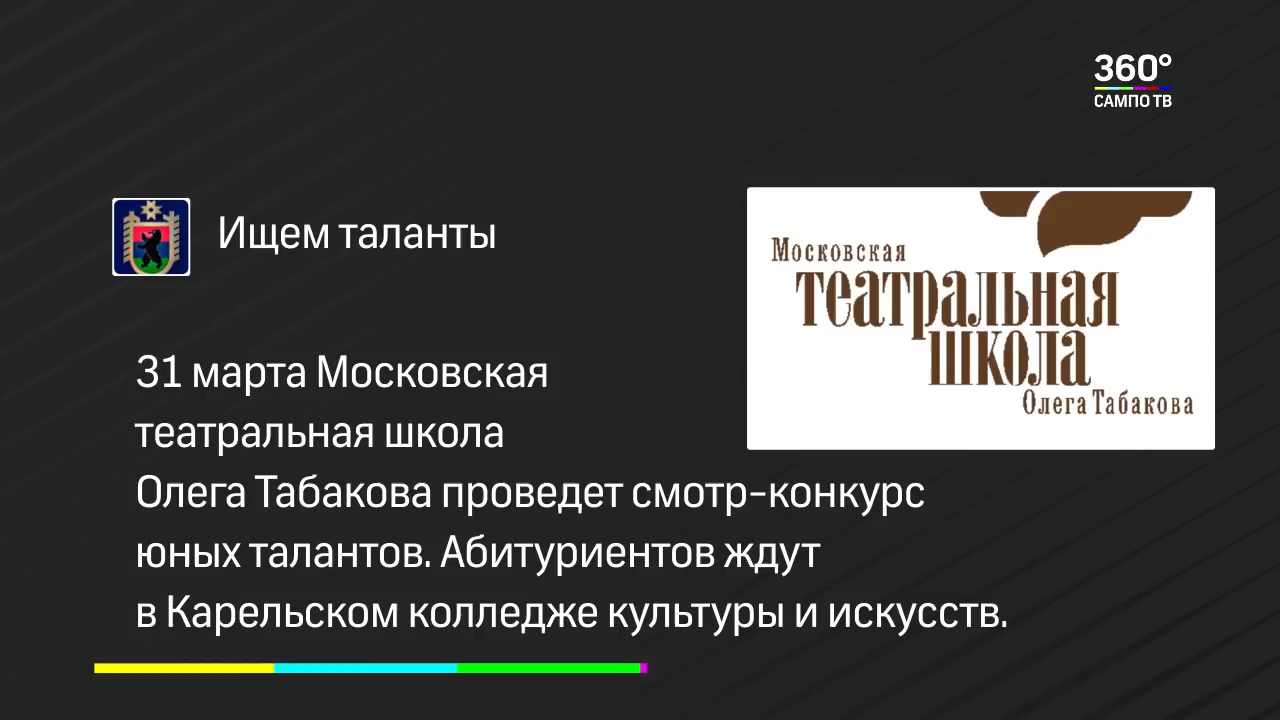 360°
САМПО ТВ
Ищем таланты
Московская
театральная
школа
Олега Табакова
31 марта Московская
театральная школа
Олега Табакова проведет смотр-конкурс
юных талантов. Абитуриентов ждут
в Карельском колледже культуры и искусств.